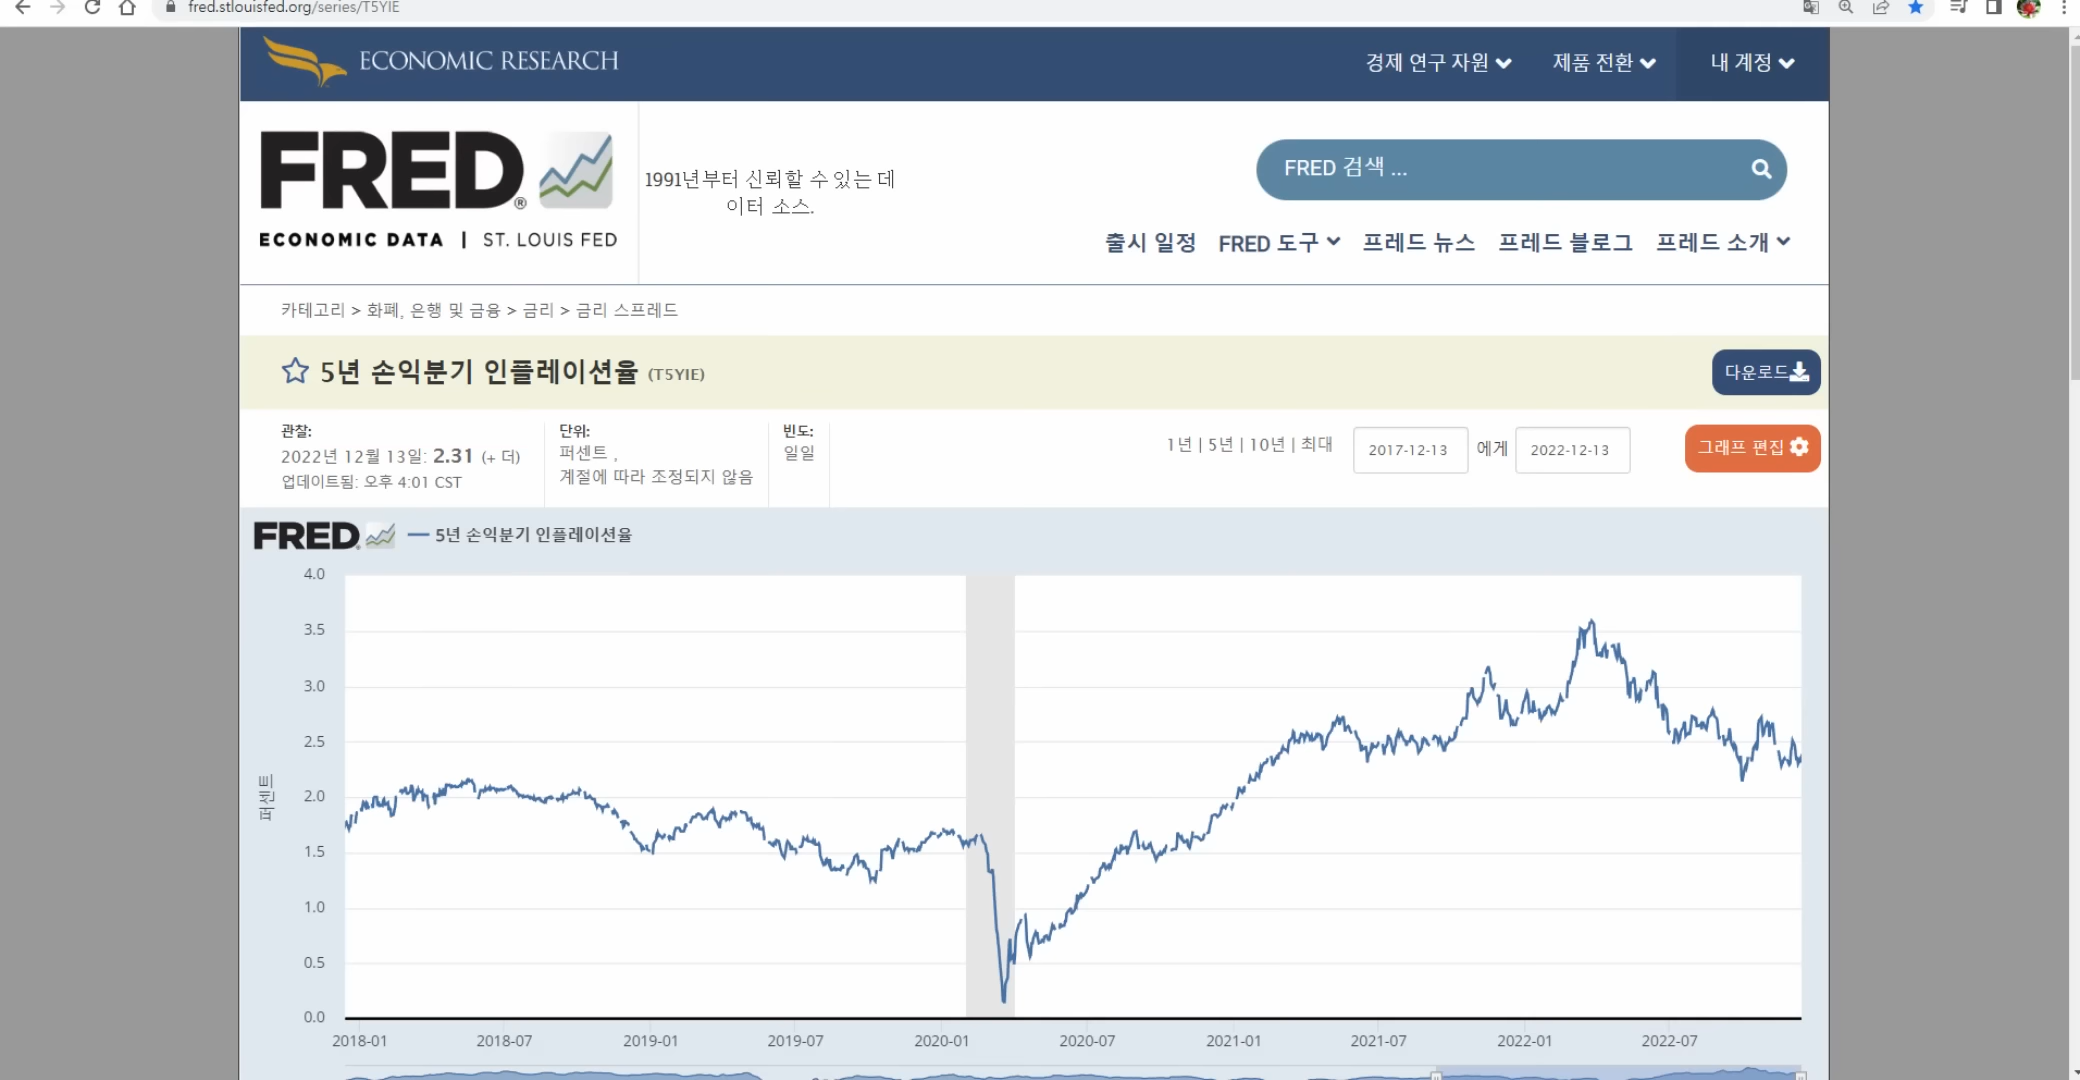 fred.stlouisfed.org/series/T5YIE
ECONOMIC RESEARCH
경제 연구 자원
제품 전환
내 계정
FRED®
ECONOMIC DATA | ST. LOUIS FED
1991년부터 신뢰할 수 있는 데
이터 소스.
FRED 검색 ...
출시 일정 FRED 도구 프레드 뉴스 프레드 블로그 프레드 소개
카테고리 > 화폐, 은행 및 금융 > 금리 > 금리 스프레드
5년 손익분기 인플레이션율 (T5YIE)
다운로드
관찰:
2022년 12월 13일: 2.31 (+ 더)
업데이트됨: 오후 4:01 CST
단위:
퍼센트 ,
계절에 따라 조정되지 않음
빈도:
일일
1년 | 5년 | 10년 | 최대
2017-12-13 에게 2022-12-13
그래프 편집
FRED 5년 손익분기 인플레이션율
퍼센트
4.0
3.5
3.0
2.5
2.0
1.5
1.0
0.5
0.0
2018-01 2018-07 2019-01 2019-07 2020-01 2020-07 2021-01 2021-07 2022-01 2022-07